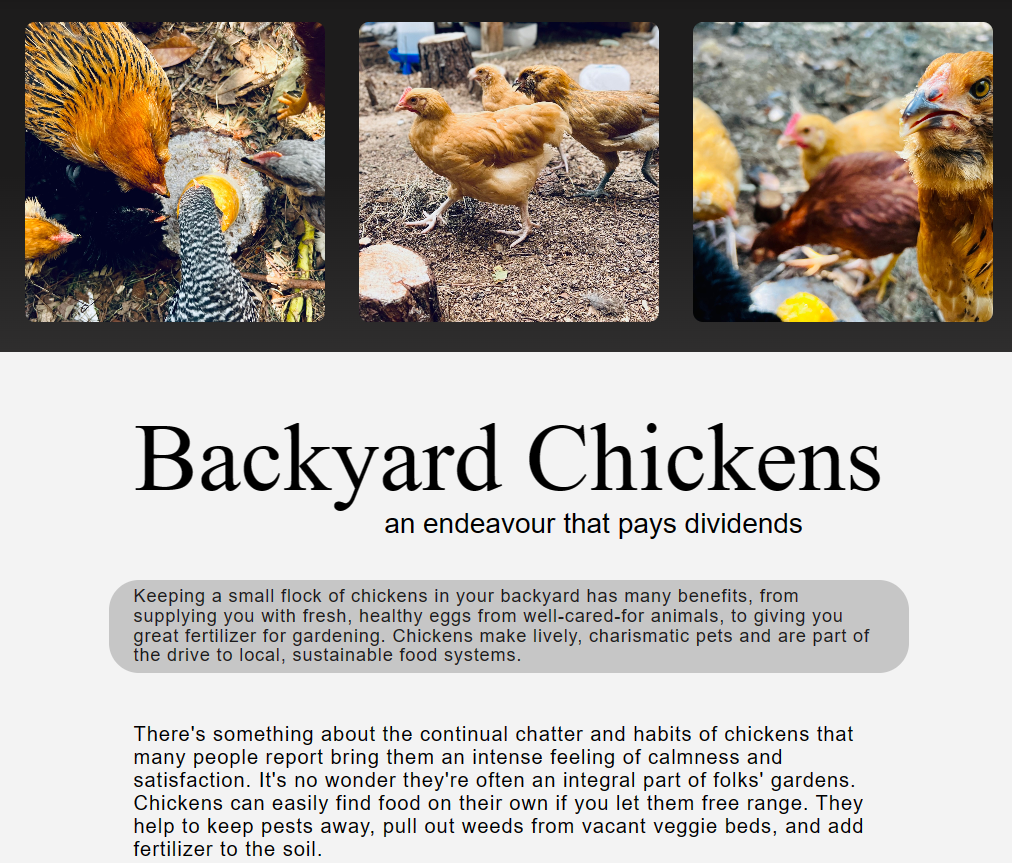 Backyard Chickens
an endeavour that pays dividends
Keeping a small flock of chickens in your backyard has many benefits, from
supplying you with fresh, healthy eggs from well-cared-for animals, to giving you
great fertilizer for gardening. Chickens make lively, charismatic pets and are part of
the drive to local, sustainable food systems.
There's something about the continual chatter and habits of chickens that
many people report bring them an intense feeling of calmness and
satisfaction. It's no wonder they're often an integral part of folks' gardens.
Chickens can easily find food on their own if you let them free range. They
help to keep pests away, pull out weeds from vacant veggie beds, and add
fertilizer to the soil.